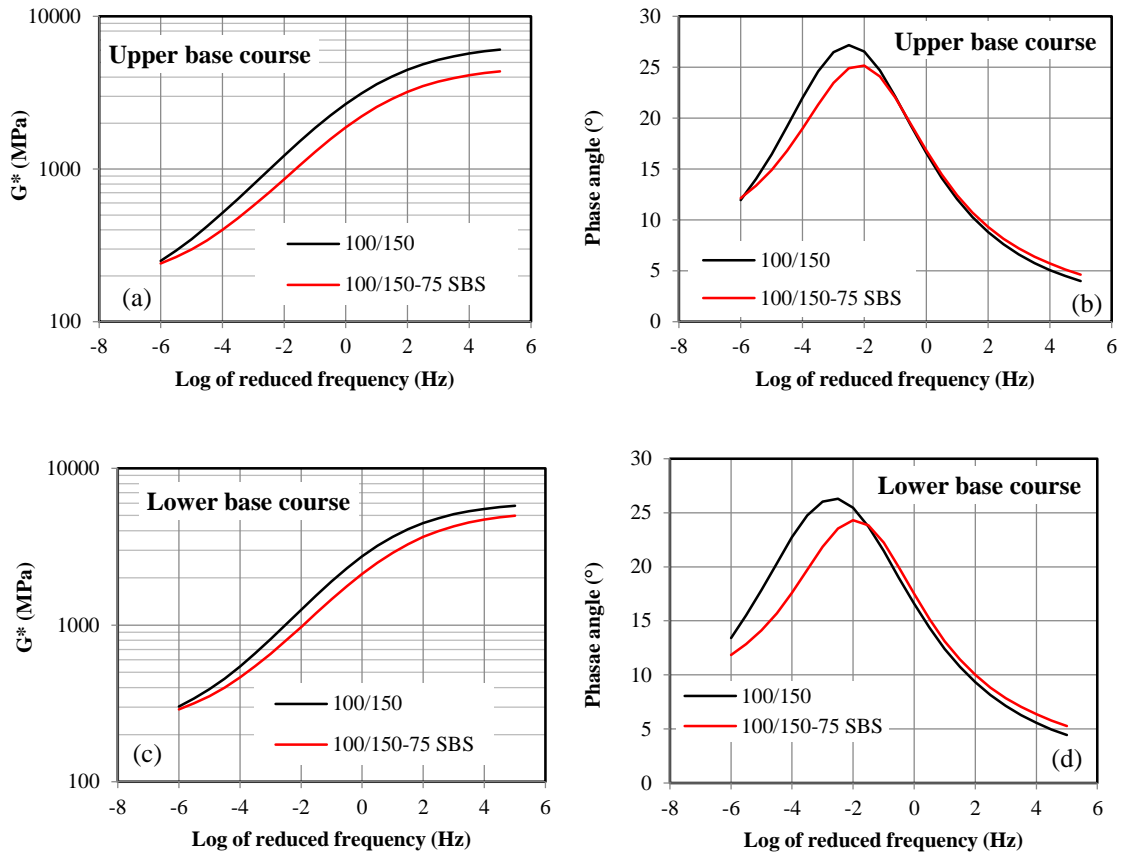 10000
Upper base course
1000
G* (MPa)
100/150
100/150-75 SBS
(a)
100
-8 -6 -4 -2 0 2 4 6
Log of reduced frequency (Hz)
30
Upper base course
25
20
15
Phase angle (°)
10
100/150
5
100/150-75 SBS
(b)
0
-8 -6 -4 -2 0 2 4 6
Log of reduced frequency (Hz)
10000
Lower base course
1000
G* (MPa)
100/150
100/150-75 SBS
(c)
100
-8 -6 -4 -2 0 2 4 6
Log of reduced frequency (Hz)
30
Lower base course
25
20
15
Phasae angle (°)
10
100/150
5
100/150-75 SBS
(d)
0
-8 -6 -4 -2 0 2 4 6
Log of reduced frequency (Hz)